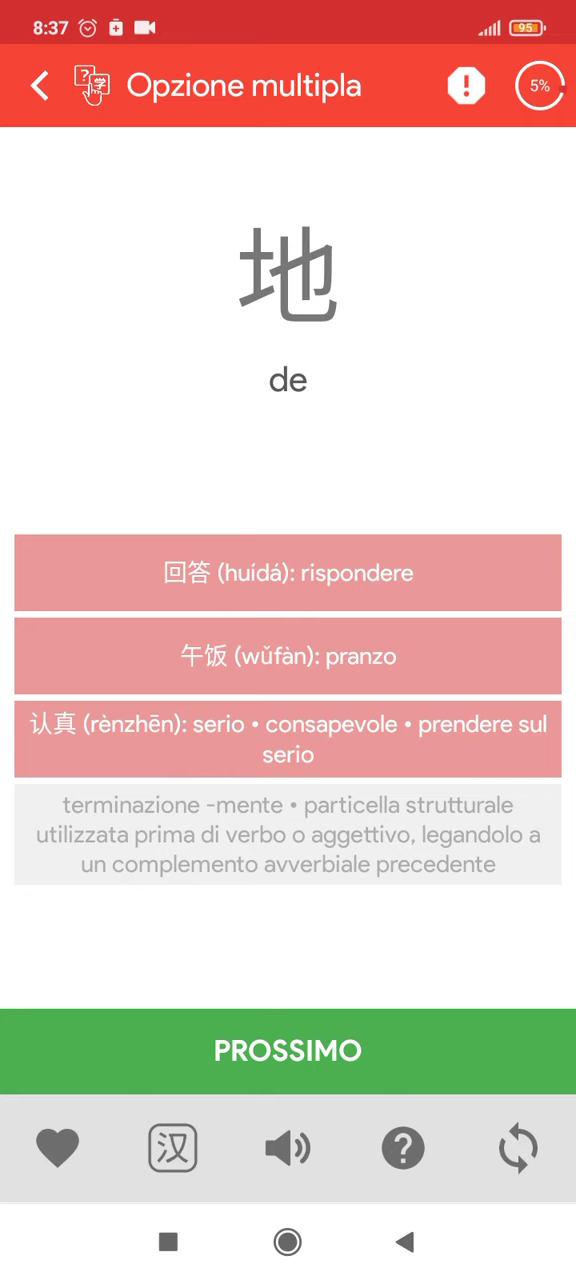 8:37
95
Opzione multipla
5%
地
de
回答 (huídá): rispondere
午饭 (wǔfàn): pranzo
认真 (rènzhēn): serio • consapevole • prendere sul
serio
terminazione -mente • particella strutturale
utilizzata prima di verbo o aggettivo, legandolo a
un complemento avverbiale precedente
PROSSIMO
汉